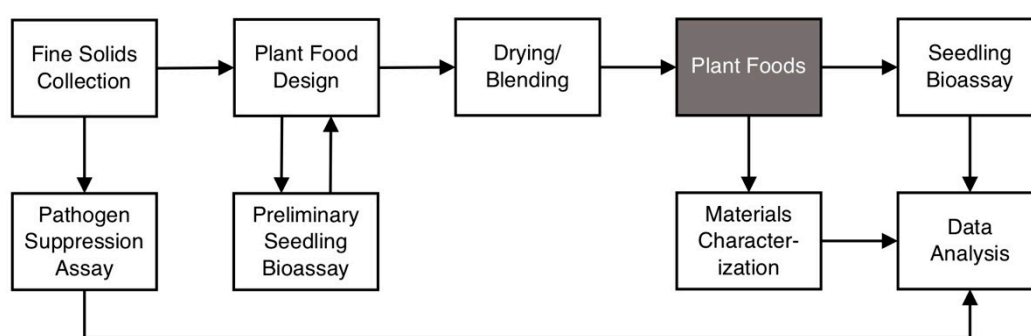 Fine Solids
Collection
Plant Food
Design
Drying/
Blending
Plant Foods
Seedling
Bioassay
Pathogen
Suppression
Assay
Preliminary
Seedling
Bioassay
Materials
Character-
ization
Data
Analysis